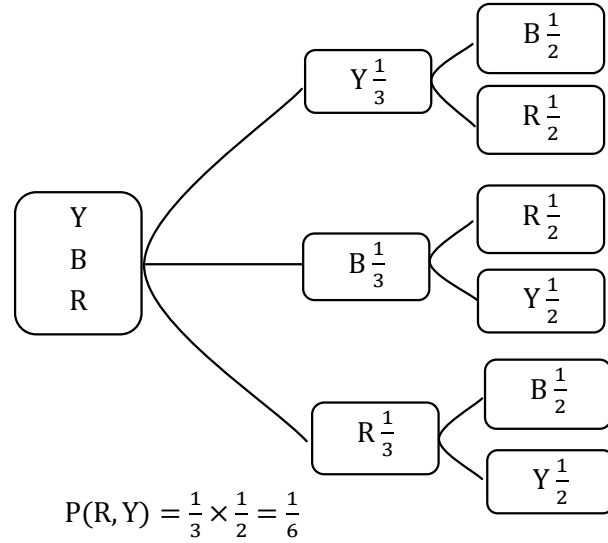 Y
B
R
Y 1/3
B 1/2
R 1/2
B 1/3
R 1/2
Y 1/2
R 1/3
B 1/2
Y 1/2
P(R, Y) = 1/3 × 1/2 = 1/6